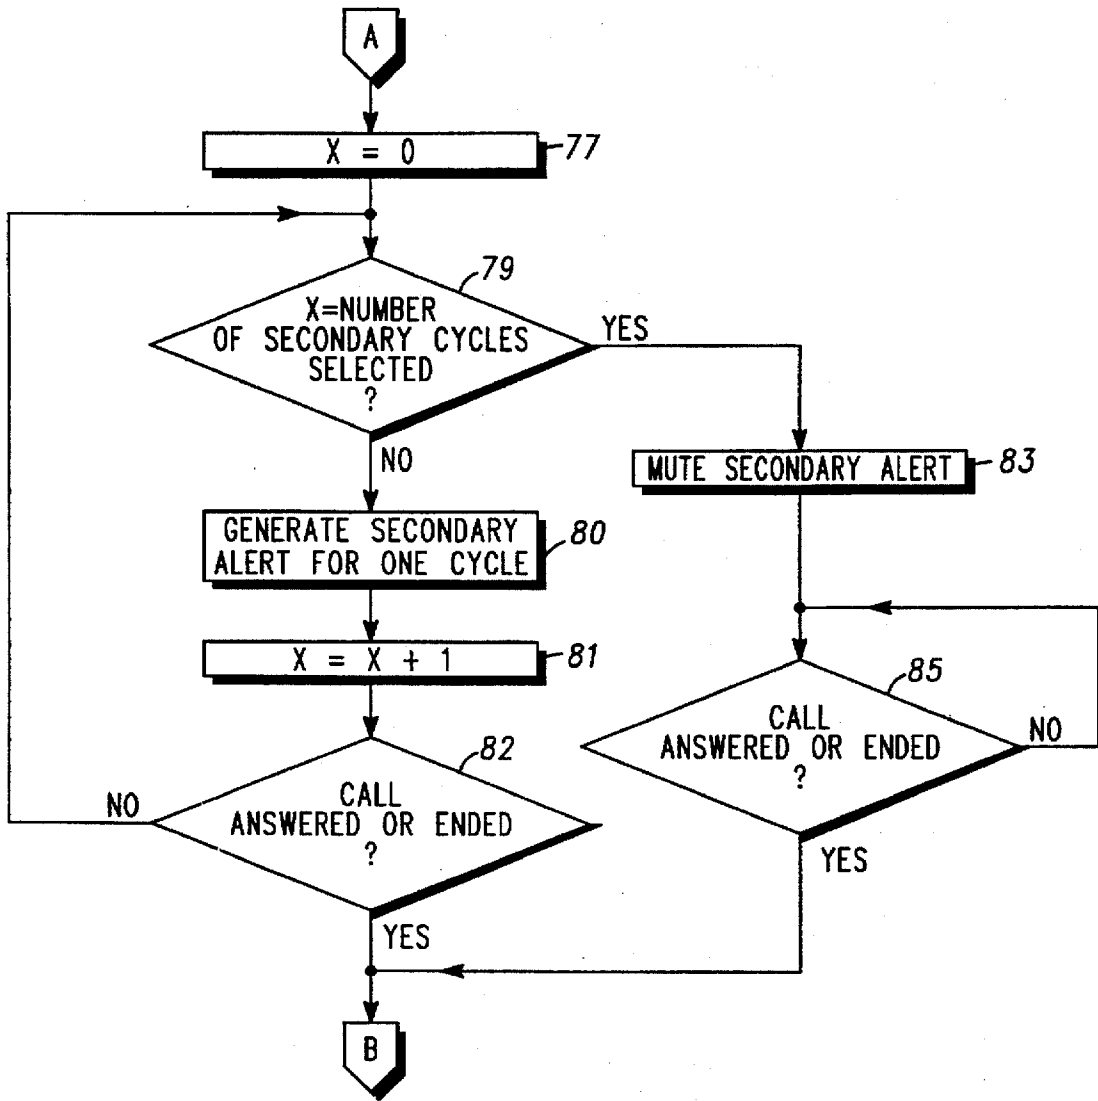 A
X = 0
77
79
X=NUMBER
OF SECONDARY CYCLES
SELECTED
?
YES
NO
MUTE SECONDARY ALERT
83
GENERATE SECONDARY
ALERT FOR ONE CYCLE
80
X = X + 1
81
82
CALL
ANSWERED OR ENDED
?
NO
YES
85
CALL
ANSWERED OR ENDED
?
NO
YES
B